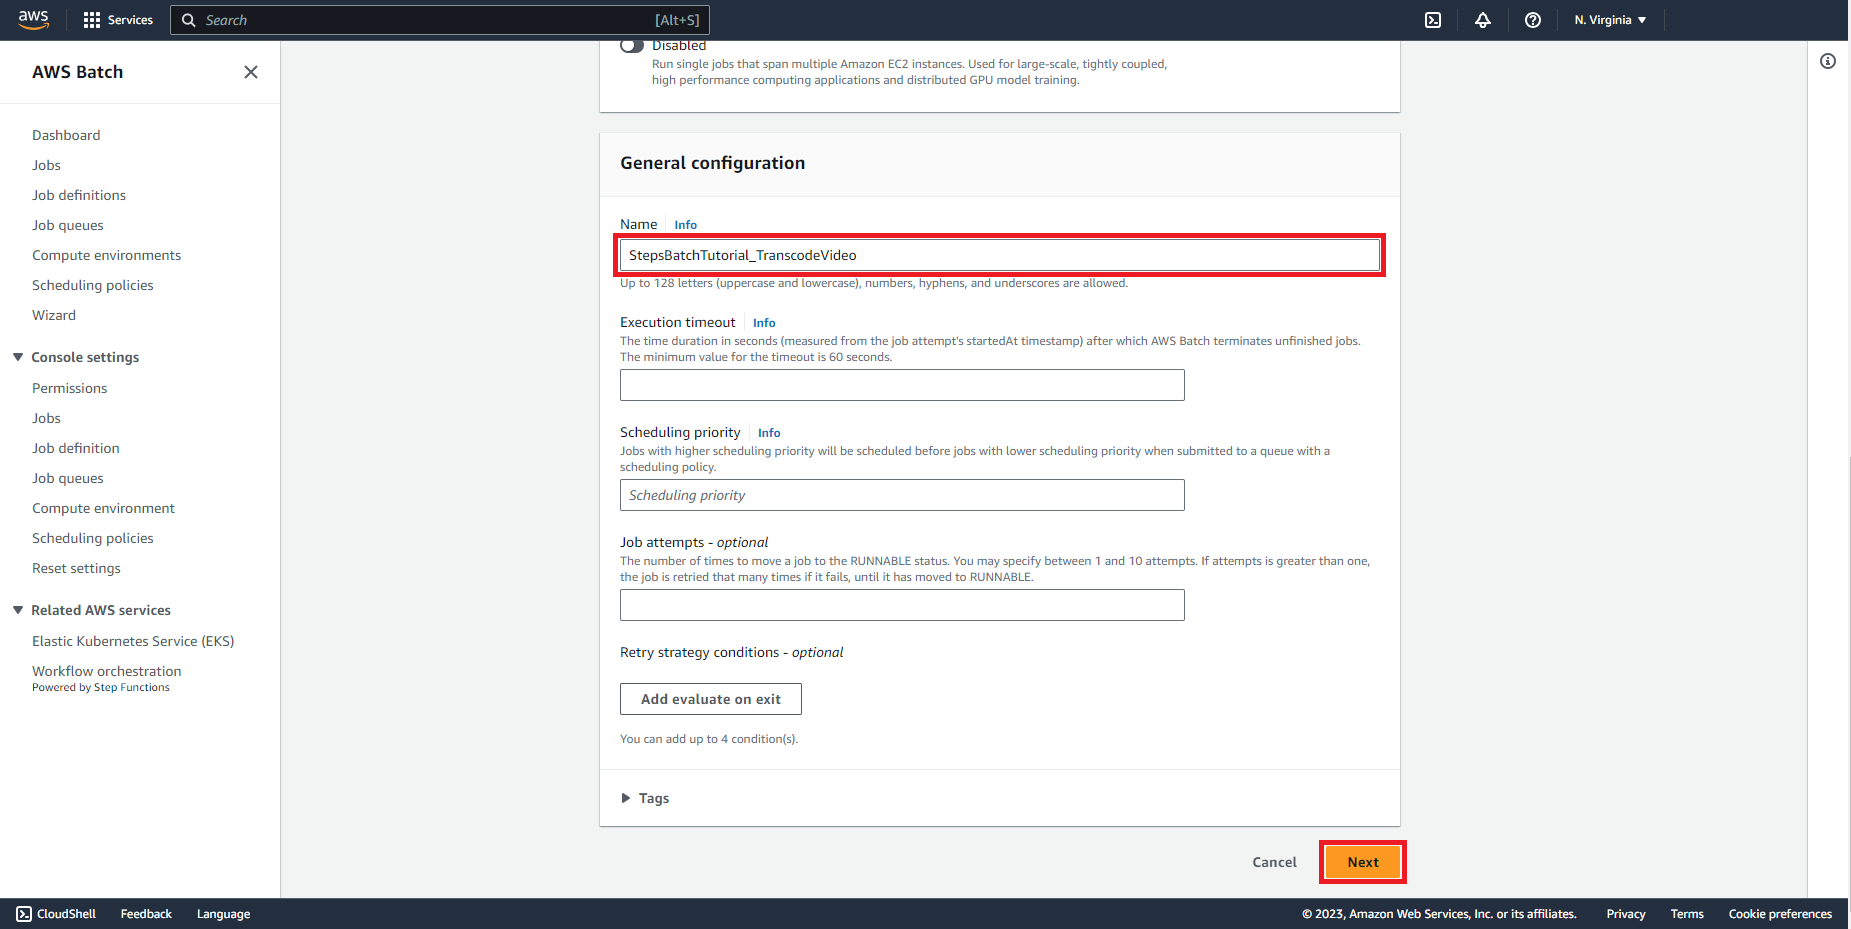 aws
Services
Search
[Alt+S]
N. Virginia
AWS Batch
Dashboard
Jobs
Job definitions
Job queues
Compute environments
Scheduling policies
Wizard
Console settings
Permissions
Jobs
Job definition
Job queues
Compute environment
Scheduling policies
Reset settings
Related AWS services
Elastic Kubernetes Service (EKS)
Workflow orchestration
Powered by Step Functions
Disabled
Run single jobs that span multiple Amazon EC2 instances. Used for large-scale, tightly coupled,
high performance computing applications and distributed GPU model training.
General configuration
Name Info
StepsBatchTutorial_TranscodeVideo
Up to 128 letters (uppercase and lowercase), numbers, hyphens, and underscores are allowed.
Execution timeout Info
The time duration in seconds (measured from the job attempt's startedAt timestamp) after which AWS Batch terminates unfinished jobs.
The minimum value for the timeout is 60 seconds.
Scheduling priority Info
Jobs with higher scheduling priority will be scheduled before jobs with lower scheduling priority when submitted to a queue with a
scheduling policy.
Scheduling priority
Job attempts - optional
The number of times to move a job to the RUNNABLE status. You may specify between 1 and 10 attempts. If attempts is greater than one,
the job is retried that many times if it fails, until it has moved to RUNNABLE.
Retry strategy conditions - optional
Add evaluate on exit
You can add up to 4 condition(s).
Tags
Cancel
Next
CloudShell
Feedback
Language
© 2023, Amazon Web Services, Inc. or its affiliates.
Privacy
Terms
Cookie preferences